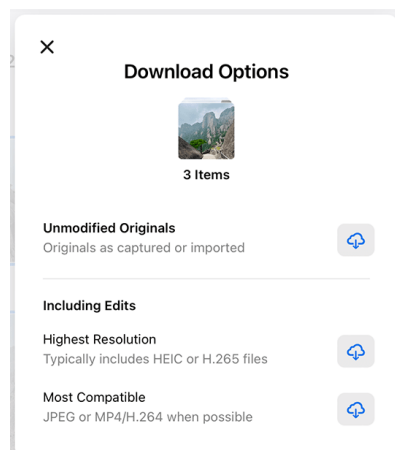 Download Options
3 Items
Unmodified Originals
Originals as captured or imported
Including Edits
Highest Resolution
Typically includes HEIC or H.265 files
Most Compatible
JPEG or MP4/H.264 when possible